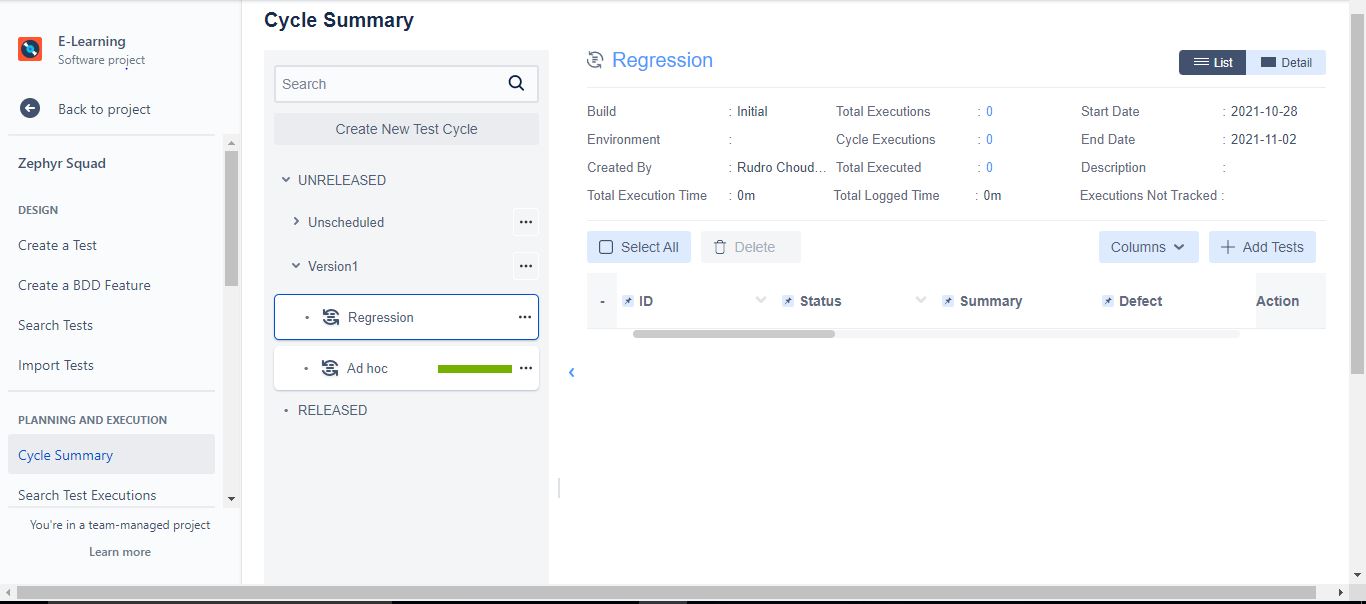 E-Learning
Software project
Back to project
Zephyr Squad
DESIGN
Create a Test
Create a BDD Feature
Search Tests
Import Tests
PLANNING AND EXECUTION
Cycle Summary
Search Test Executions
You're in a team-managed project
Learn more
Cycle Summary
Search
Create New Test Cycle
UNRELEASED
Unscheduled
Version1
Regression
Ad hoc
RELEASED
Regression
List Detail
Build : Initial Total Executions : 0 Start Date : 2021-10-28
Environment : Cycle Executions : 0 End Date : 2021-11-02
Created By : Rudro Choud... Total Executed : 0 Description :
Total Execution Time : 0m Total Logged Time : 0m Executions Not Tracked :
Select All Delete Columns Add Tests
- ID Status Summary Defect Action